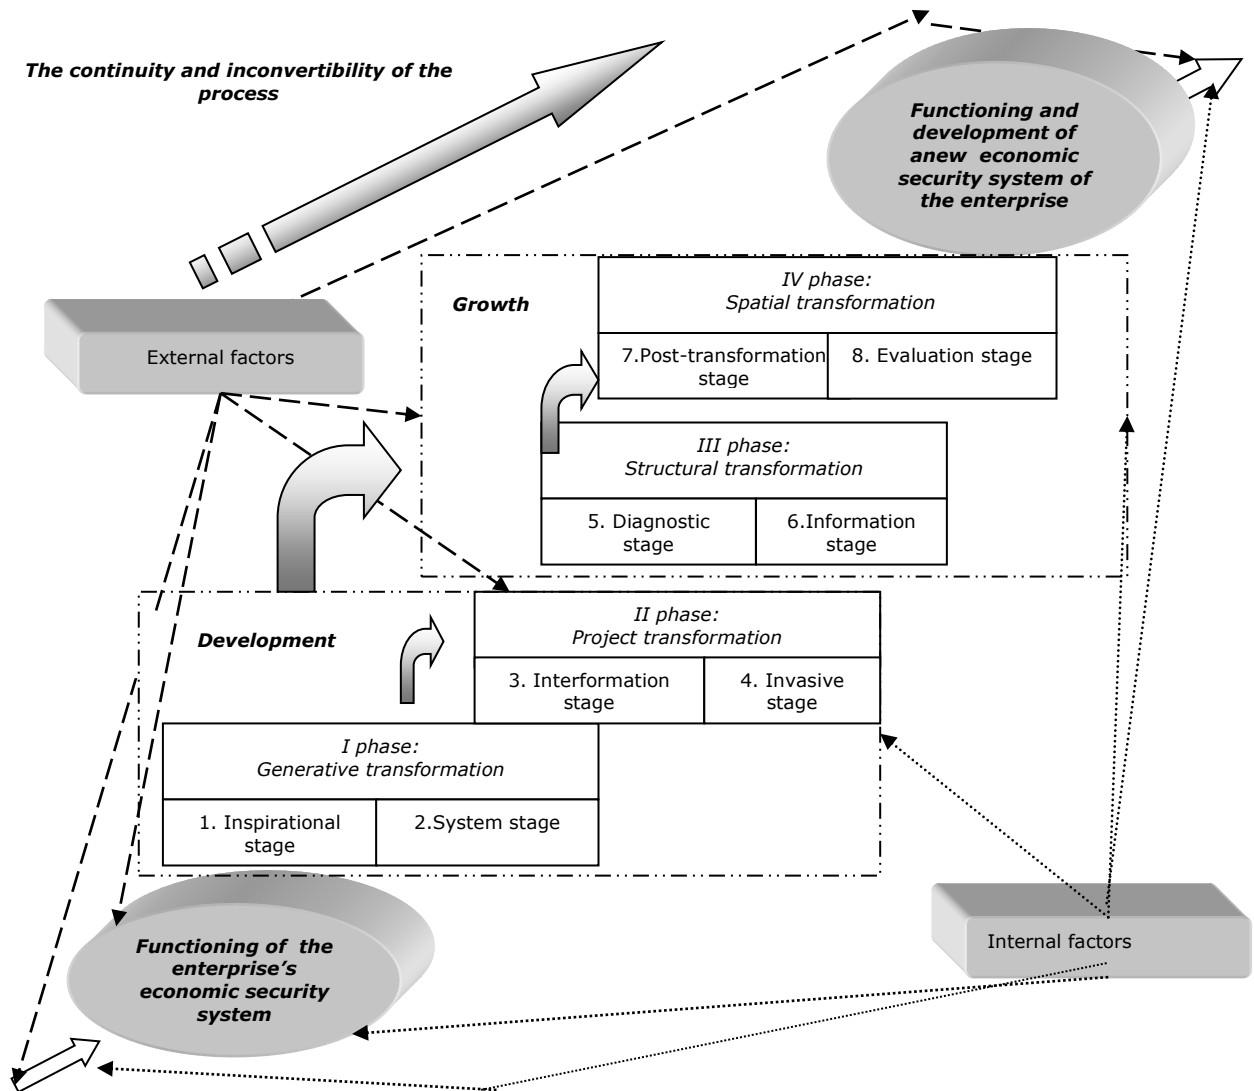 The continuity and inconvertibility of the
process
Functioning and
development of
anew economic
security system of
the enterprise
External factors
Growth
IV phase:
Spatial transformation
7.Post-transformation
stage
8. Evaluation stage
III phase:
Structural transformation
5. Diagnostic
stage
6.Information
stage
Development
II phase:
Project transformation
3. Interformation
stage
4. Invasive
stage
I phase:
Generative transformation
1. Inspirational
stage
2.System stage
Functioning of the
enterprise’s
economic security
system
Internal factors